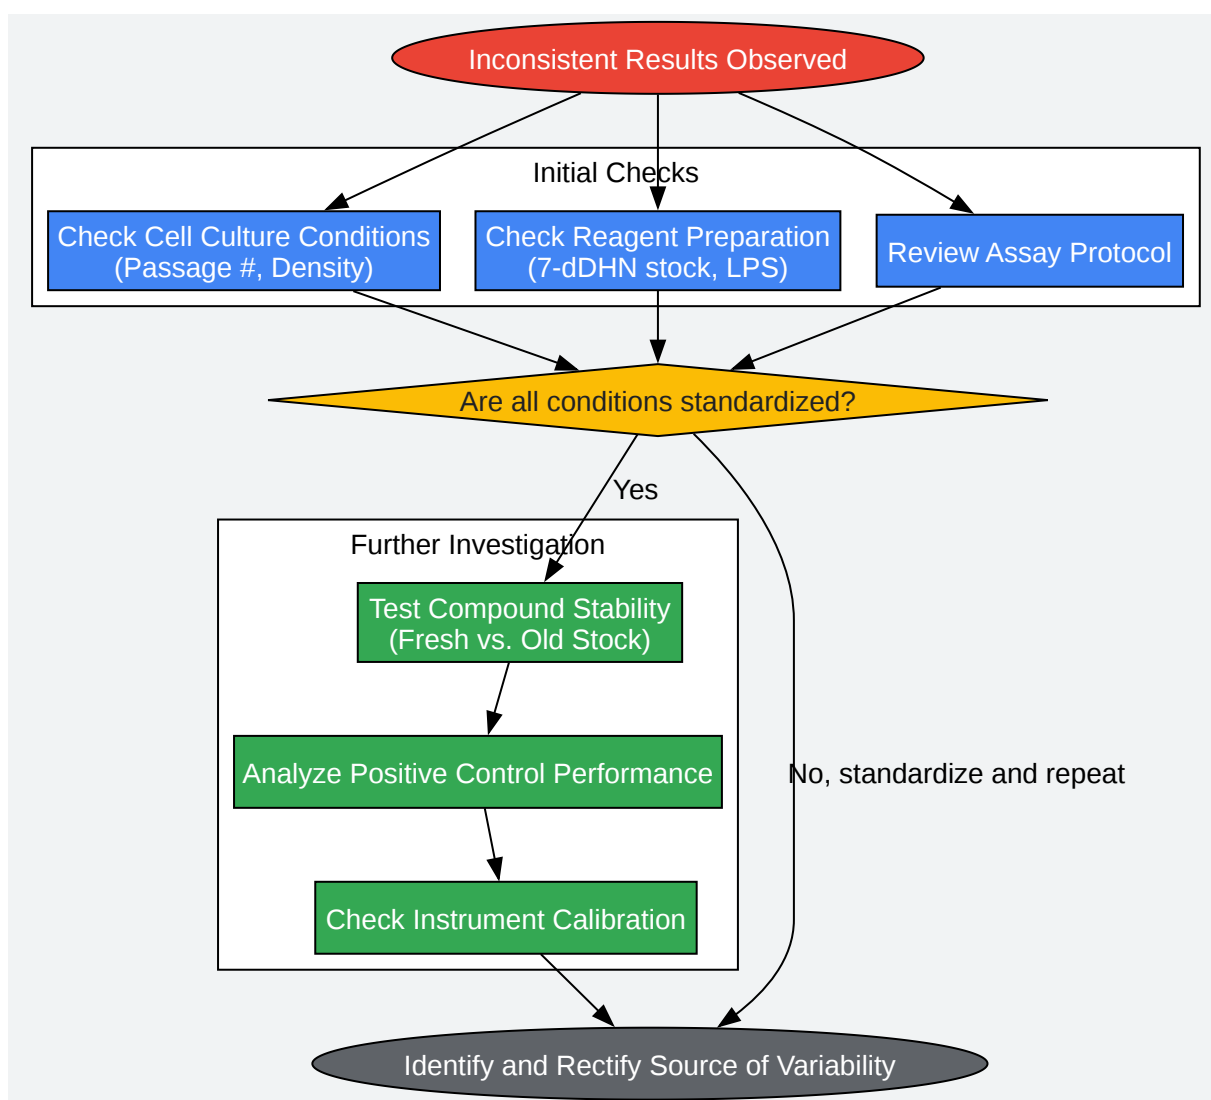 Inconsistent Results Observed
Initial Checks
Check Cell Culture Conditions
(Passage #, Density)
Check Reagent Preparation
(7-dDHN stock, LPS)
Review Assay Protocol
Are all conditions standardized?
Yes
Further Investigation
Test Compound Stability
(Fresh vs. Old Stock)
Analyze Positive Control Performance
No, standardize and repeat
Check Instrument Calibration
Identify and Rectify Source of Variability